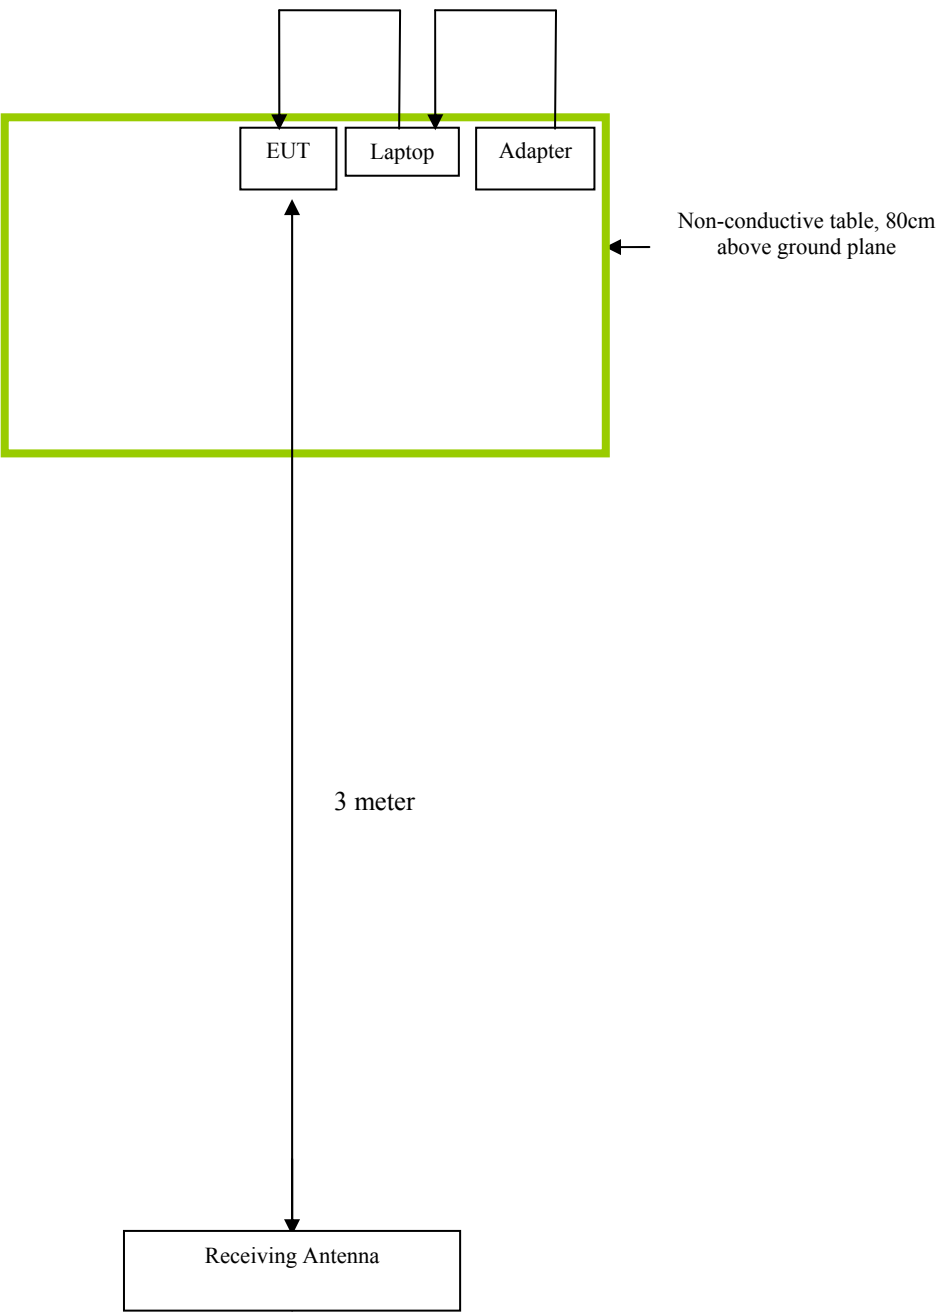 EUT
Laptop
Adapter
Non-conductive table, 80cm
above ground plane
3 meter
Receiving Antenna